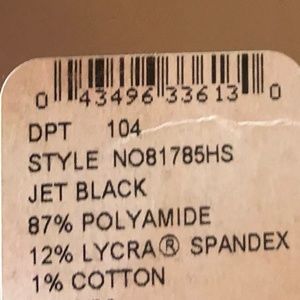 0 43496 33613 0
DPT 104
STYLE NO81785HS
JET BLACK
87% POLYAMIDE
12% LYCRA® SPANDEX
1% COTTON